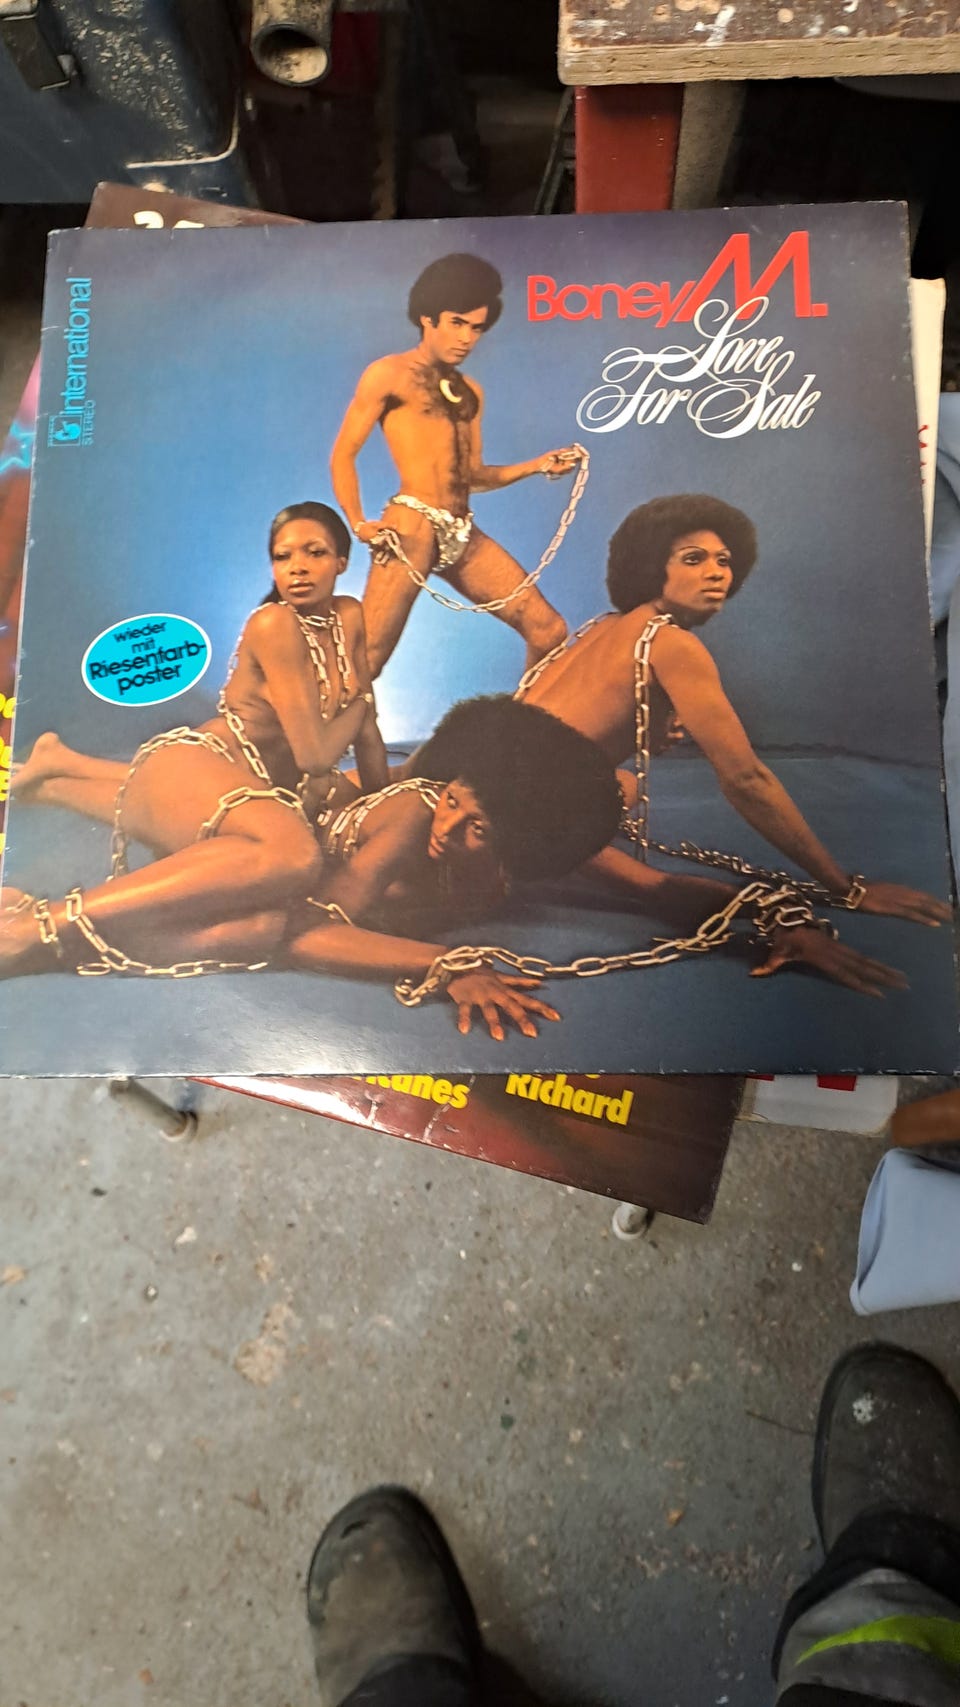 Boney M.
Love
For Sale
International
STEREO
wieder
mit
Riesenfarb-
poster
Richard